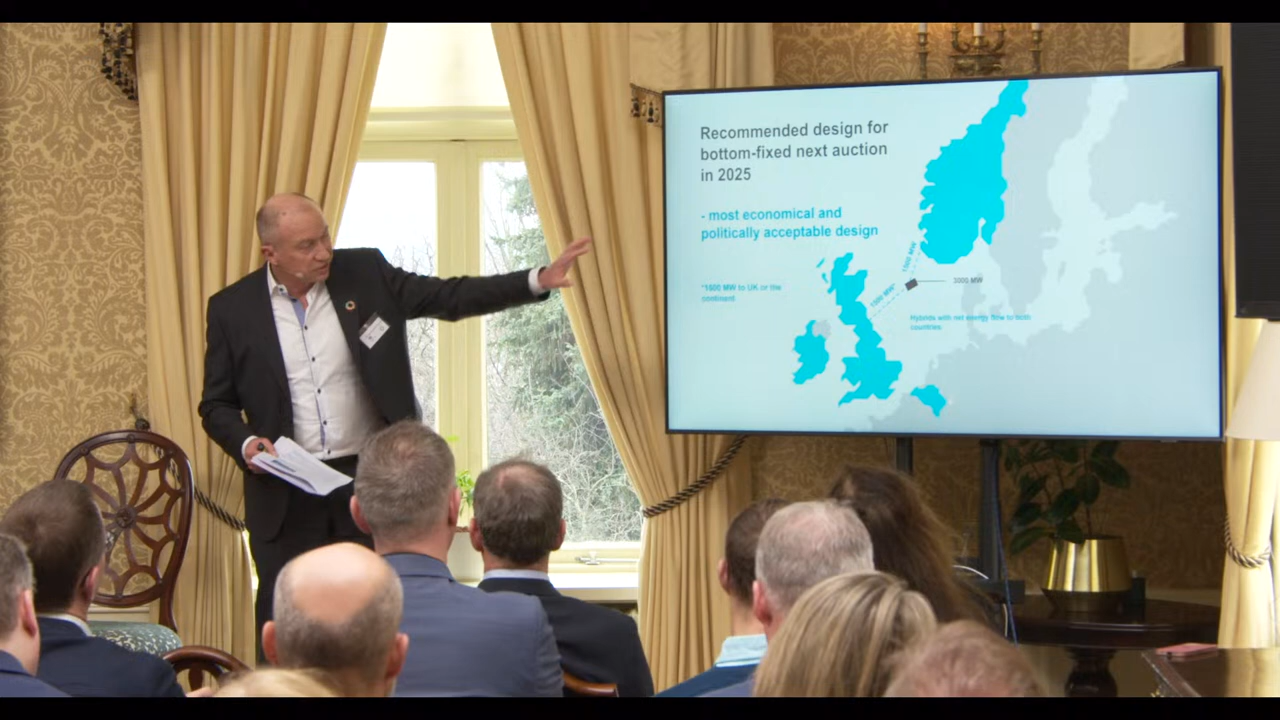 Recommended design for
bottom-fixed next auction
in 2025
- most economical and
politically acceptable design
1500 MW
3000 MW
*1500 MW to UK or the
continent
1500 MW*
Hybrids with net energy flow to both
countries